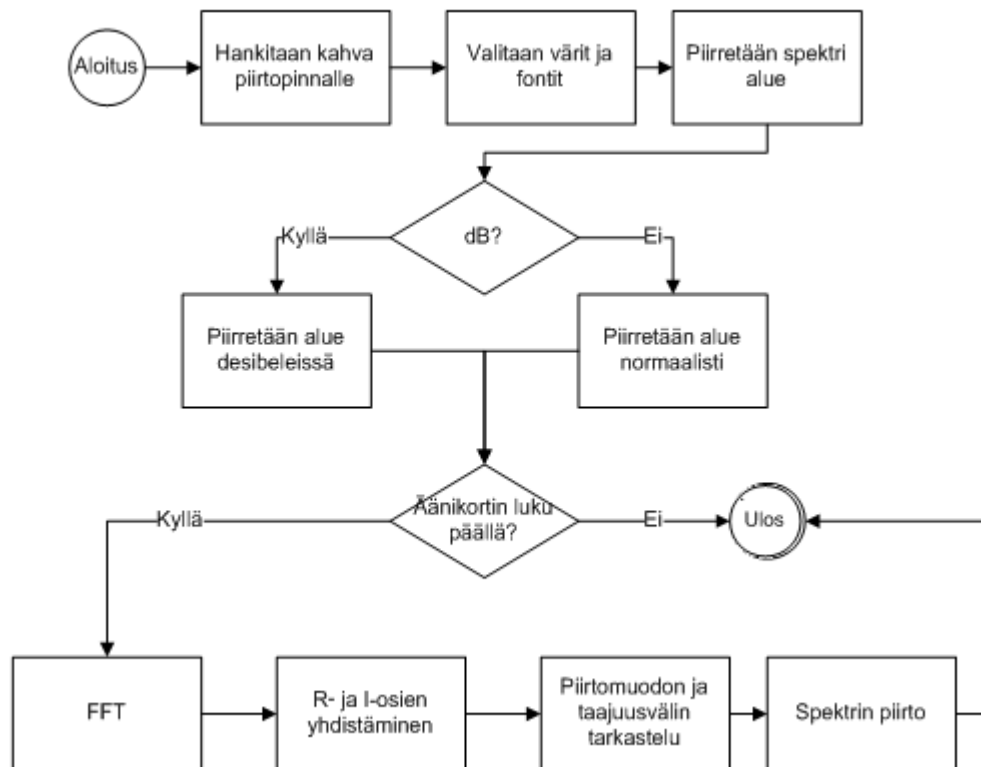 Aloitus
Hankitaan kahva
piirtopinnalle
Valitaan värit ja
fontit
Piirretään spektri
alue
dB?
Kyllä
Ei
Piirretään alue
desibeleissä
Piirretään alue
normaalisti
Äänikortin luku
päällä?
Kyllä
Ei
Ulos
FFT
R- ja I-osien
yhdistäminen
Piirtomuodon ja
taajuusvälin
tarkastelu
Spektrin piirto